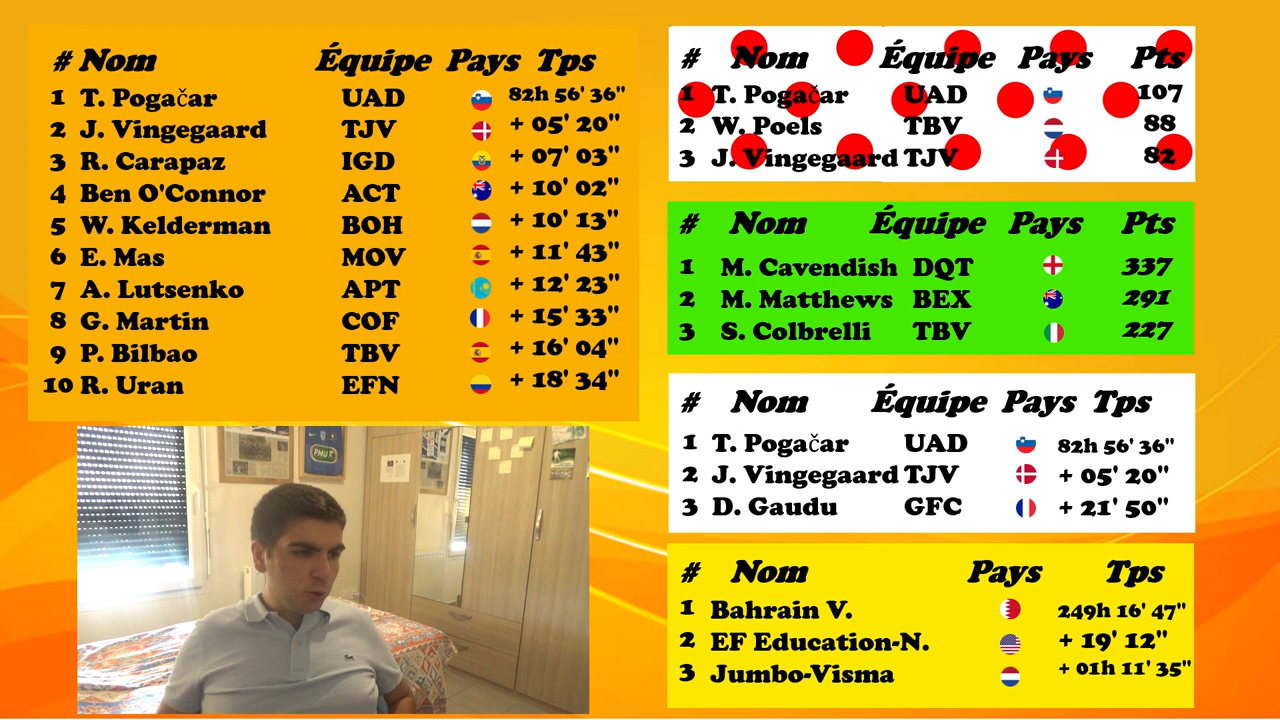 # Nom Équipe Pays Tps
1 T. Pogačar UAD 82h 56' 36"
2 J. Vingegaard TJV + 05' 20"
3 R. Carapaz IGD + 07' 03"
4 Ben O'Connor ACT + 10' 02"
5 W. Kelderman BOH + 10' 13"
6 E. Mas MOV + 11' 43"
7 A. Lutsenko APT + 12' 23"
8 G. Martin COF + 15' 33"
9 P. Bilbao TBV + 16' 04"
10 R. Uran EFN + 18' 34"
# Nom Équipe Pays Pts
1 T. Pogačar UAD 107
2 W. Poels TBV 88
3 J. Vingegaard TJV 82
# Nom Équipe Pays Pts
1 M. Cavendish DQT 337
2 M. Matthews BEX 291
3 S. Colbrelli TBV 227
# Nom Équipe Pays Tps
1 T. Pogačar UAD 82h 56' 36"
2 J. Vingegaard TJV + 05' 20"
3 D. Gaudu GFC + 21' 50"
# Nom Pays Tps
1 Bahrain V. 249h 16' 47"
2 EF Education-N. + 19' 12"
3 Jumbo-Visma + 01h 11' 35"
PMU